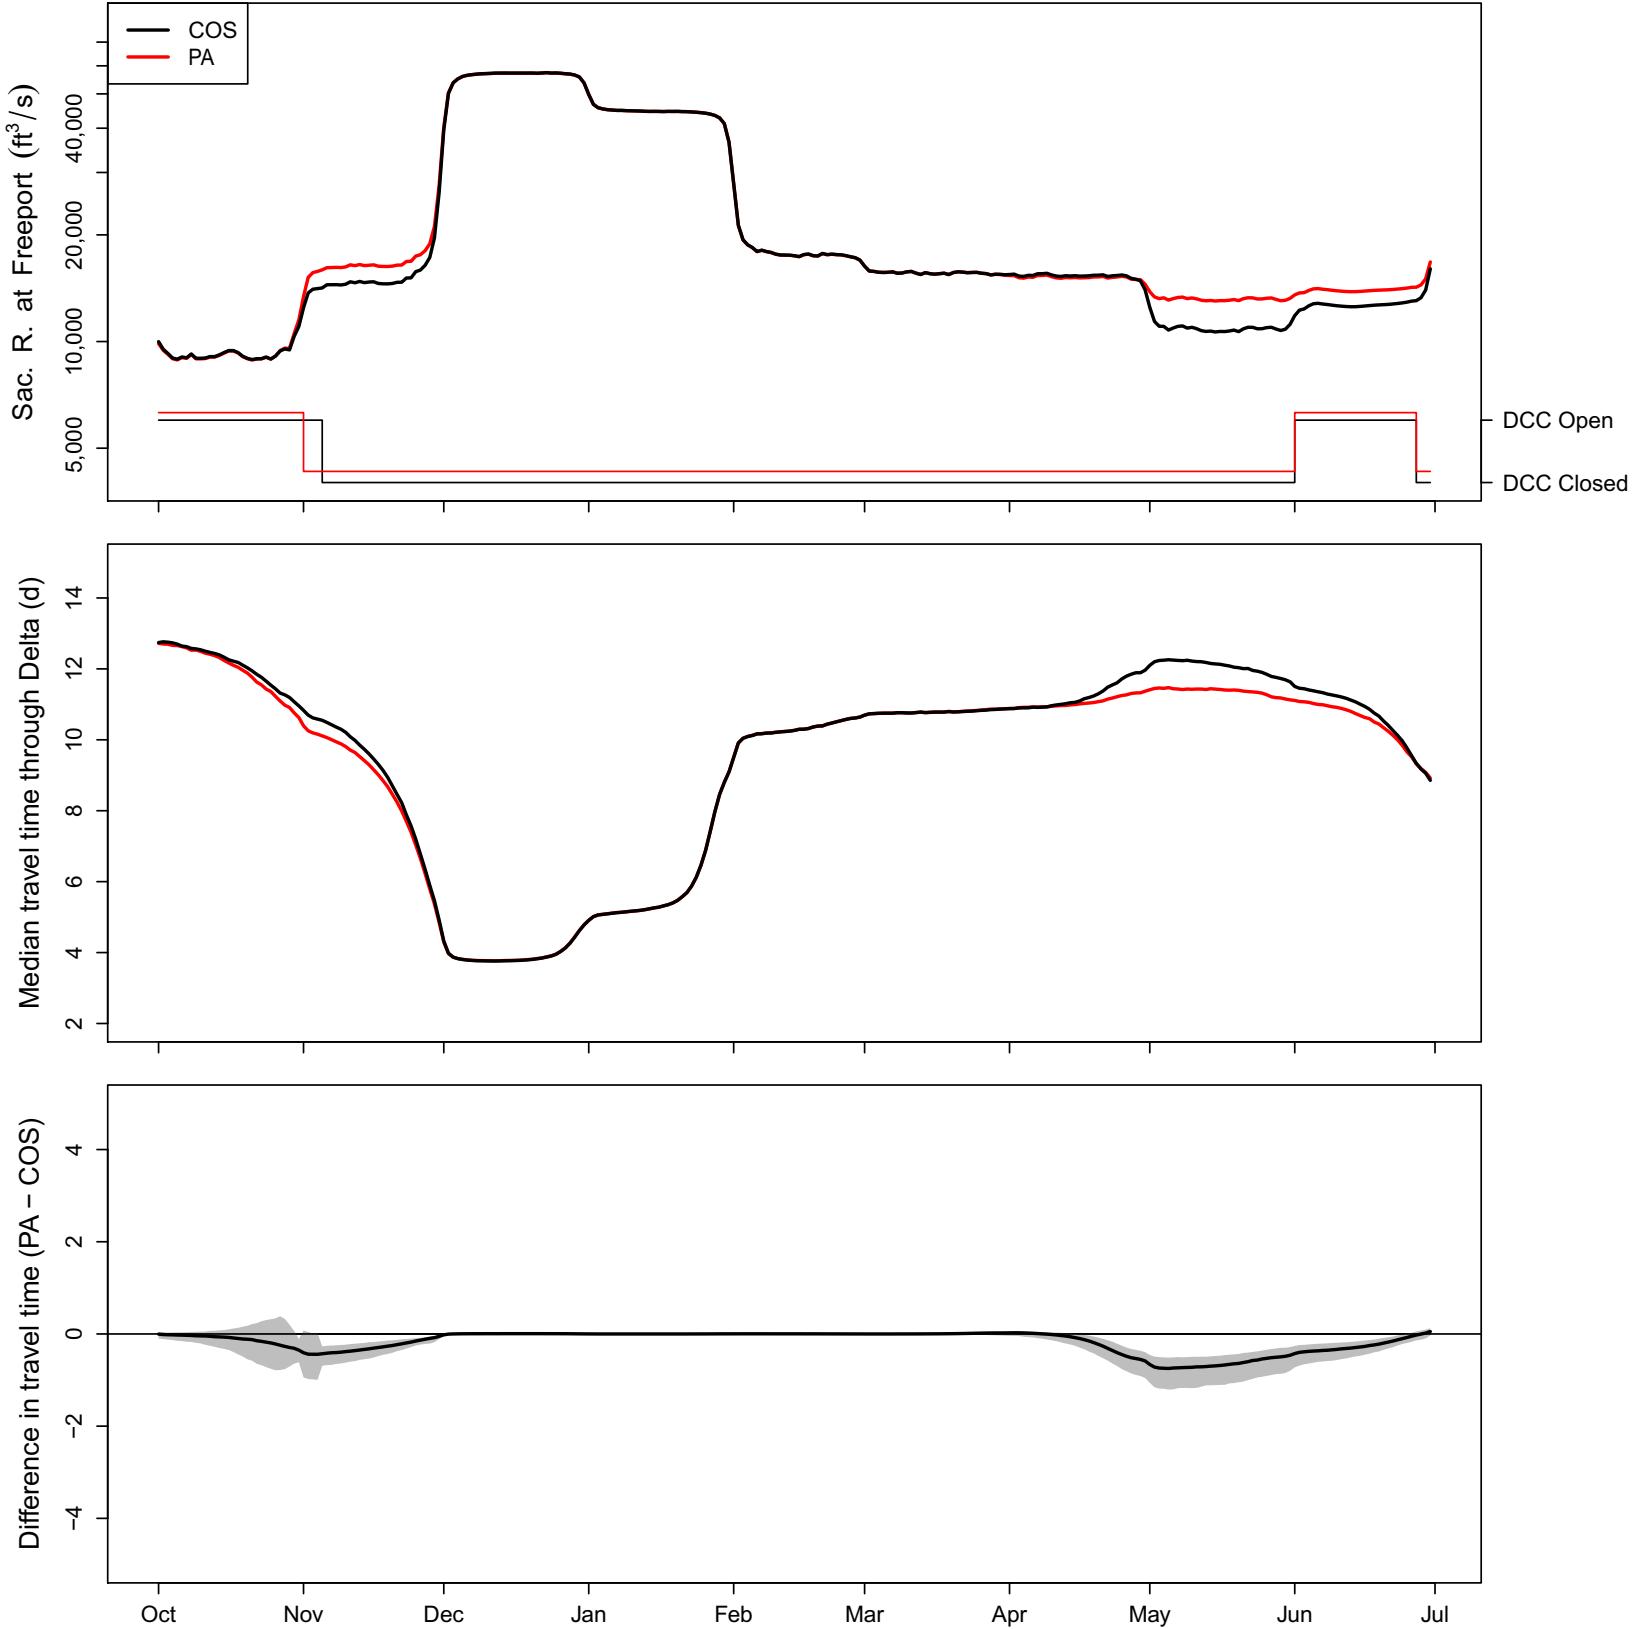 COS
PA
Sac. R. at Freeport (ft³/s)
40,000
20,000
10,000
5,000
DCC Open
DCC Closed
Median travel time through Delta (d)
14
12
10
8
6
4
2
Difference in travel time (PA − COS)
4
2
0
−2
−4
Oct Nov Dec Jan Feb Mar Apr May Jun Jul